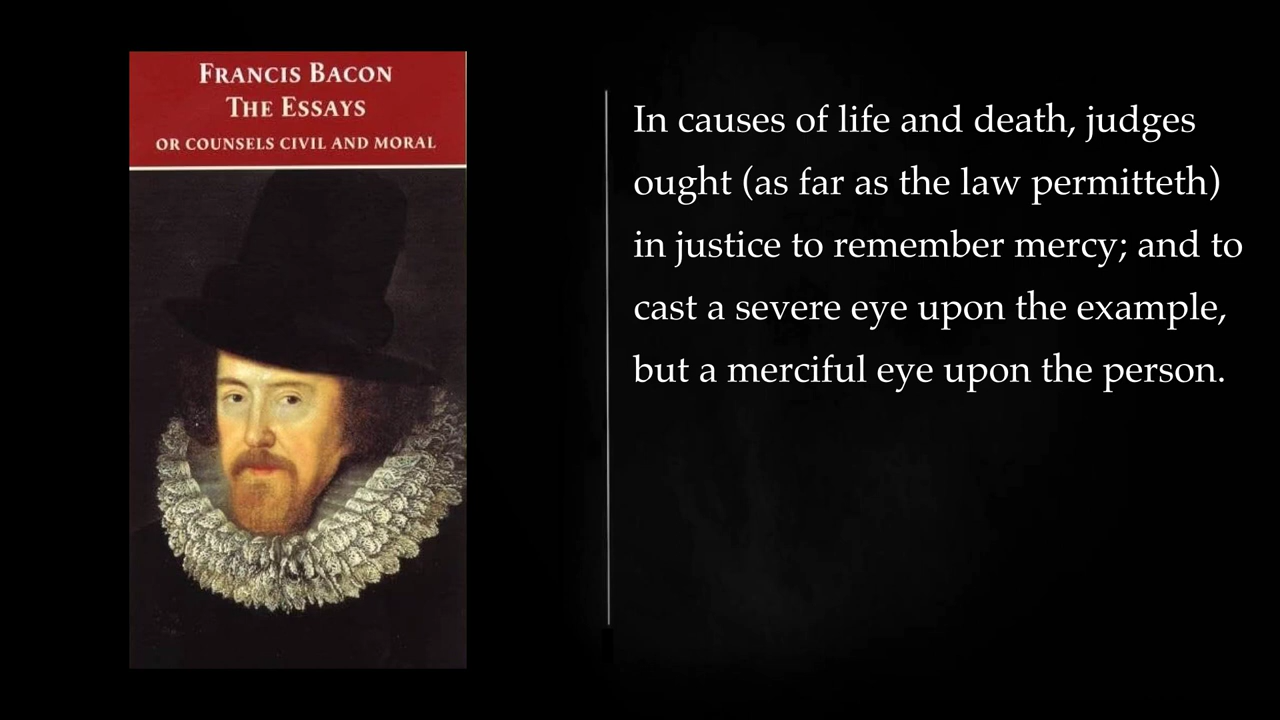 FRANCIS BACON
THE ESSAYS
OR COUNSELS CIVIL AND MORAL
In causes of life and death, judges
ought (as far as the law permitteth)
in justice to remember mercy; and to
cast a severe eye upon the example,
but a merciful eye upon the person.